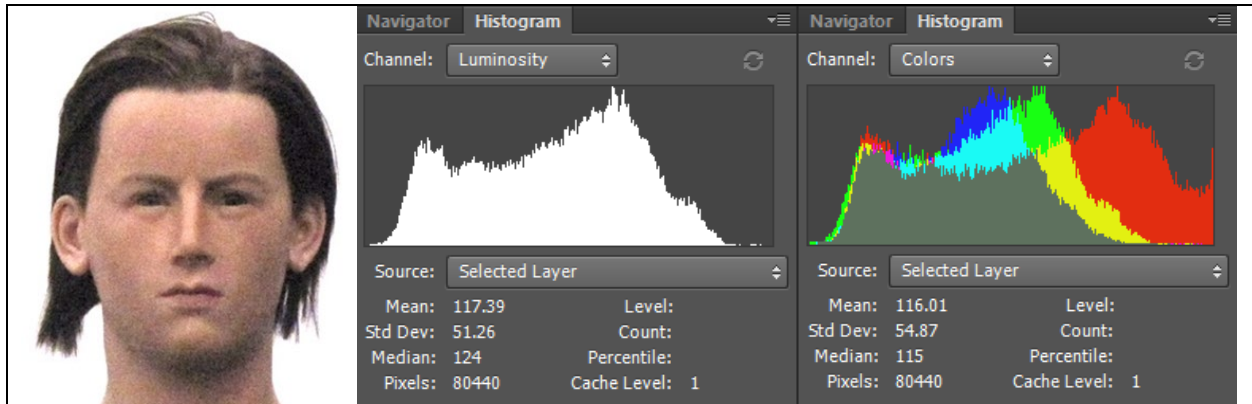 Navigator Histogram
Channel: Luminosity
Source: Selected Layer
Mean: 117.39 Level:
Std Dev: 51.26 Count:
Median: 124 Percentile:
Pixels: 80440 Cache Level: 1
Navigator Histogram
Channel: Colors
Source: Selected Layer
Mean: 116.01 Level:
Std Dev: 54.87 Count:
Median: 115 Percentile:
Pixels: 80440 Cache Level: 1